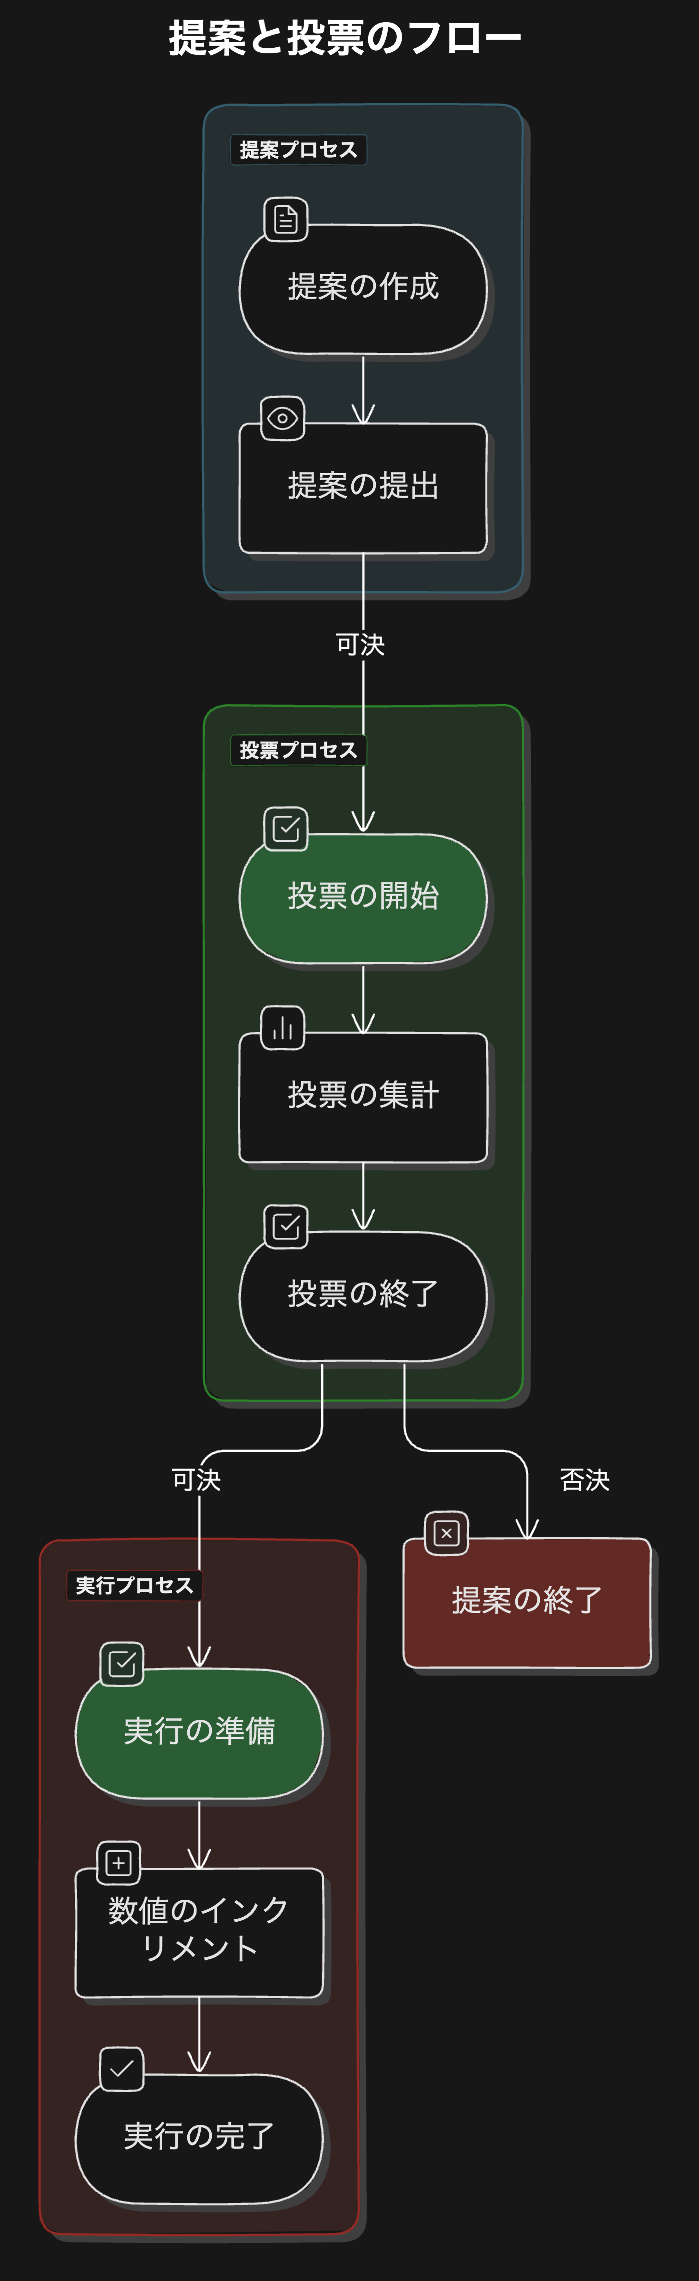 提案と投票のフロー
提案プロセス
提案の作成
提案の提出
可決
投票プロセス
投票の開始
投票の集計
投票の終了
可決
否決
実行プロセス
提案の終了
実行の準備
数値のインク
リメント
実行の完了